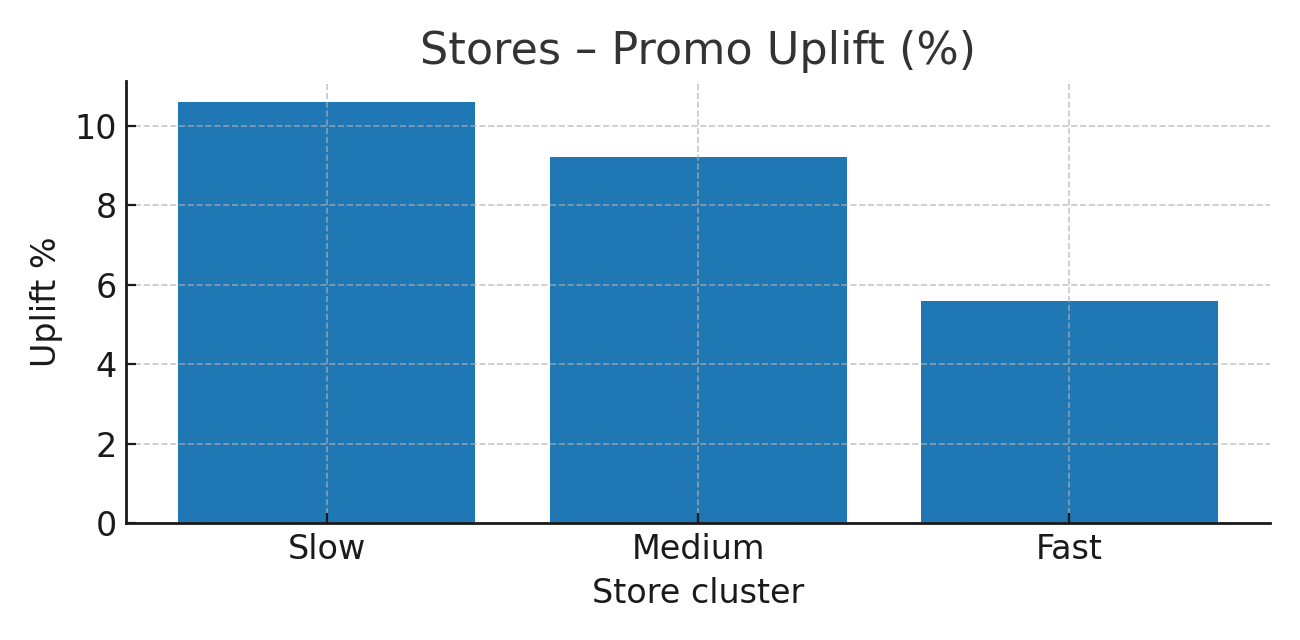 Stores – Promo Uplift (%)
Uplift %
10
8
6
4
2
0
Slow Medium Fast
Store cluster